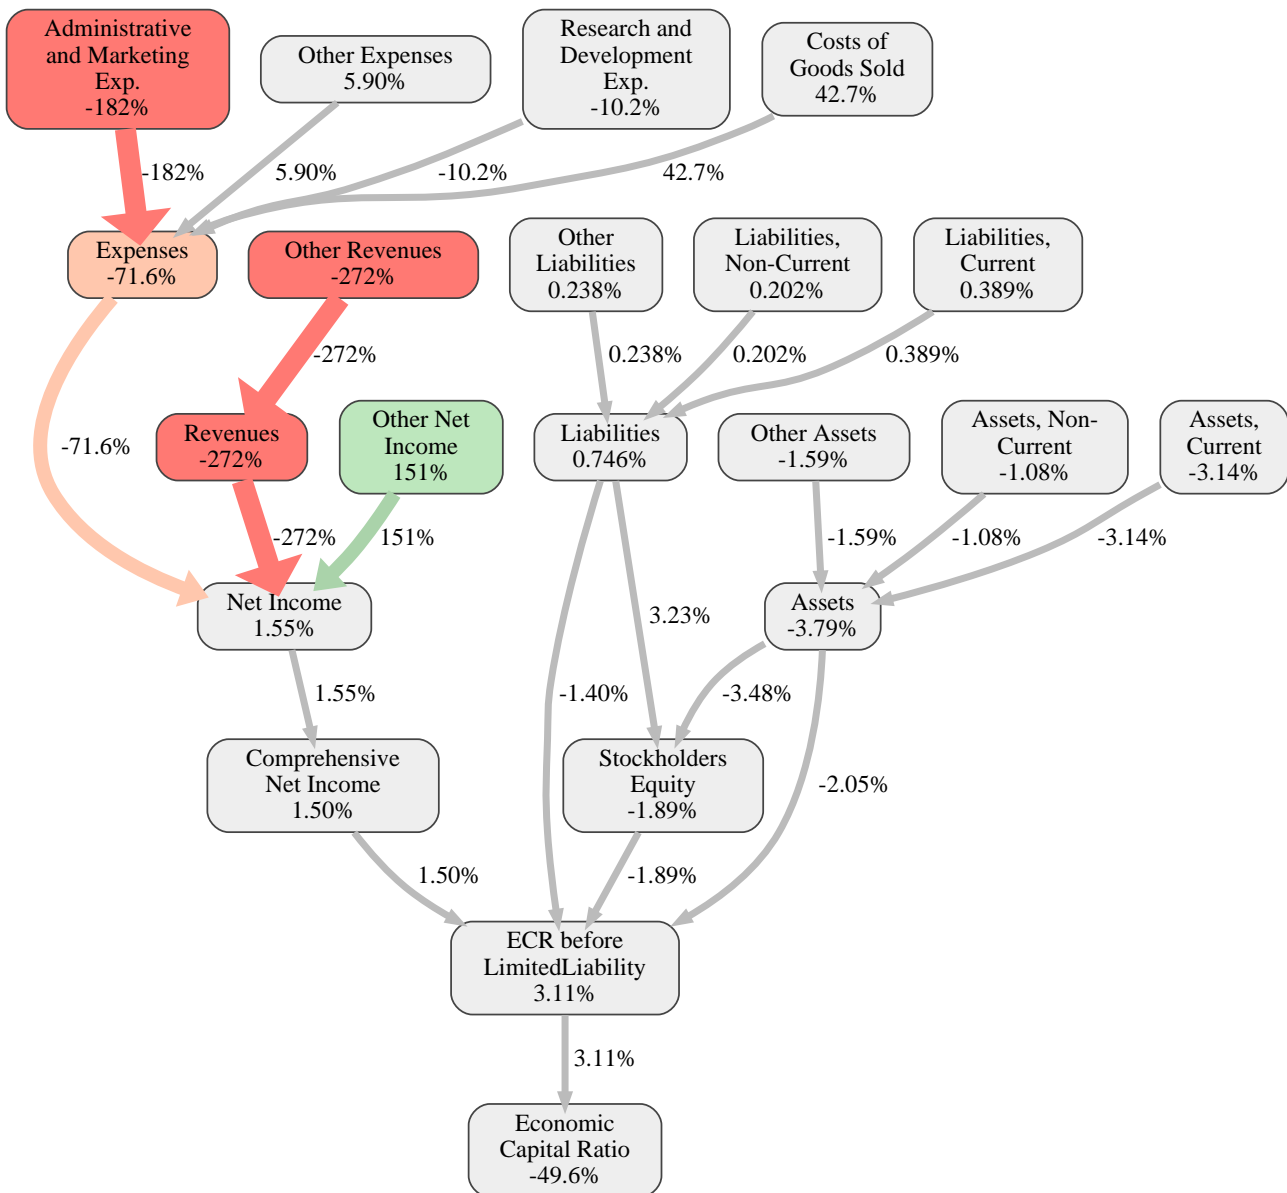 Administrative
and Marketing
Exp.
-182%
Other Expenses
5.90%
Research and
Development
Exp.
-10.2%
Costs of
Goods Sold
42.7%
-182%
5.90%
-10.2%
42.7%
Expenses
-71.6%
Other Revenues
-272%
Other
Liabilities
0.238%
Liabilities,
Non-Current
0.202%
Liabilities,
Current
0.389%
-272%
0.238%
0.202%
0.389%
-71.6%
Revenues
-272%
Other Net
Income
151%
Liabilities
0.746%
Other Assets
-1.59%
Assets, Non-
Current
-1.08%
Assets,
Current
-3.14%
-272%
151%
-1.59%
-1.08%
-3.14%
Net Income
1.55%
3.23%
Assets
-3.79%
1.55%
-1.40%
-3.48%
Comprehensive
Net Income
1.50%
Stockholders
Equity
-1.89%
-2.05%
1.50%
-1.89%
ECR before
LimitedLiability
3.11%
3.11%
Economic
Capital Ratio
-49.6%